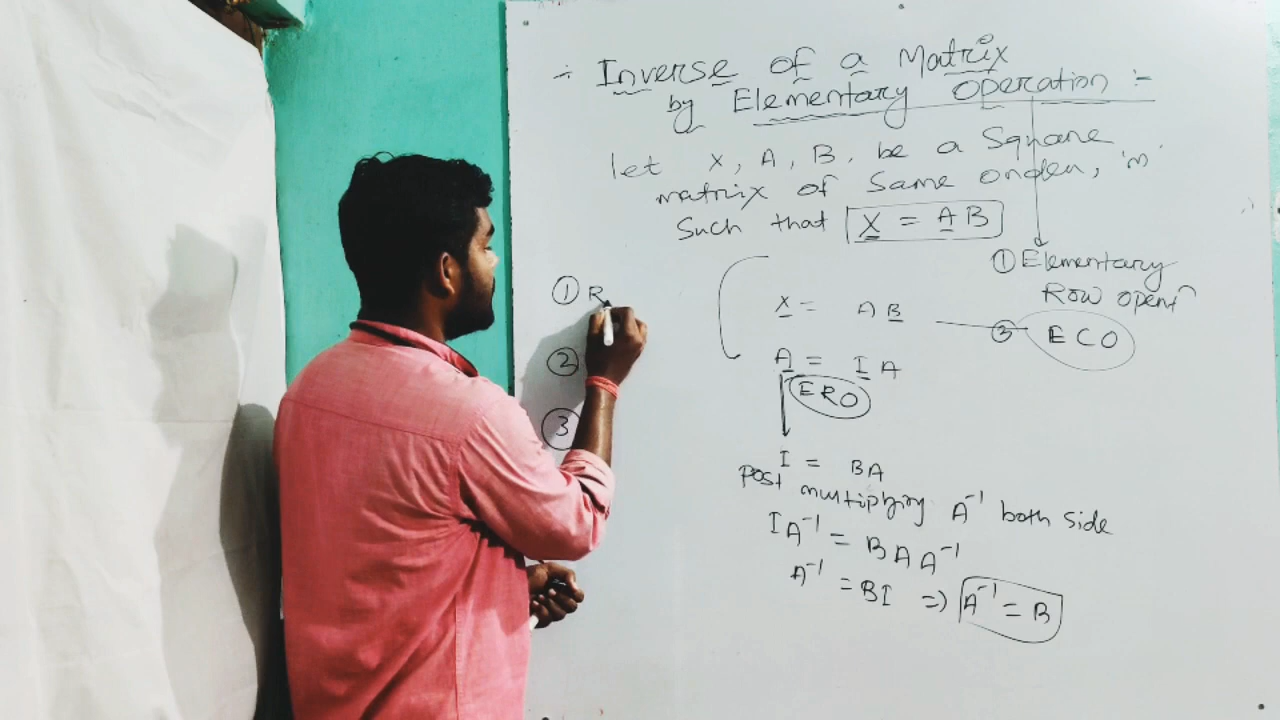 ÷ Inverse of a Matrix
by Elementary Operation :-
let X, A, B, be a Square
matrix of Same order, 'n'
Such that X = AB
① Elementary
Row opern
② ECO
X = AB
A = IA
ERO
I = BA
Post multiplying A⁻¹ both side
IA⁻¹ = BAA⁻¹
A⁻¹ = BI => A⁻¹ = B
① R
②
③